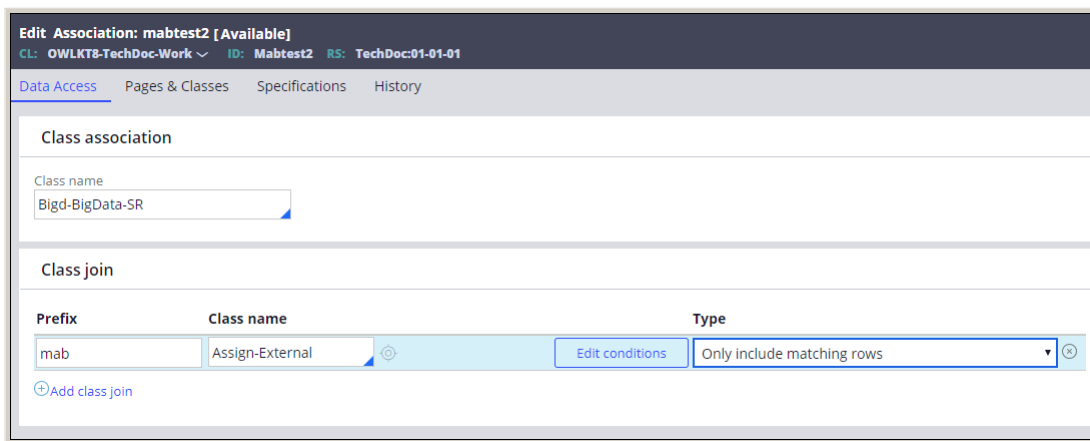 Edit Association: mabtest2 [Available]
CL: OWLKT8-TechDoc-Work ID: Mabtest2 RS: TechDoc:01-01-01
Data Access Pages & Classes Specifications History
Class association
Class name
Bigd-BigData-SR
Class join
Prefix Class name Type
mab Assign-External Edit conditions Only include matching rows
Add class join